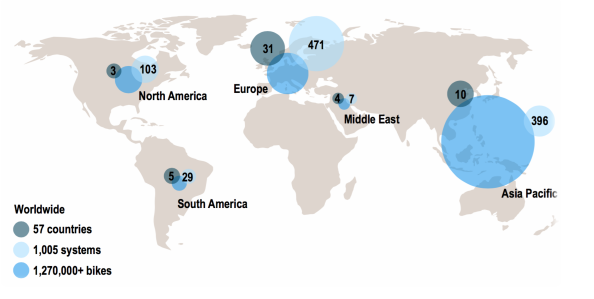 31
471
3
103
North America
Europe
4
7
Middle East
10
396
5
29
South America
Asia Pacific
Worldwide
57 countries
1,005 systems
1,270,000+ bikes